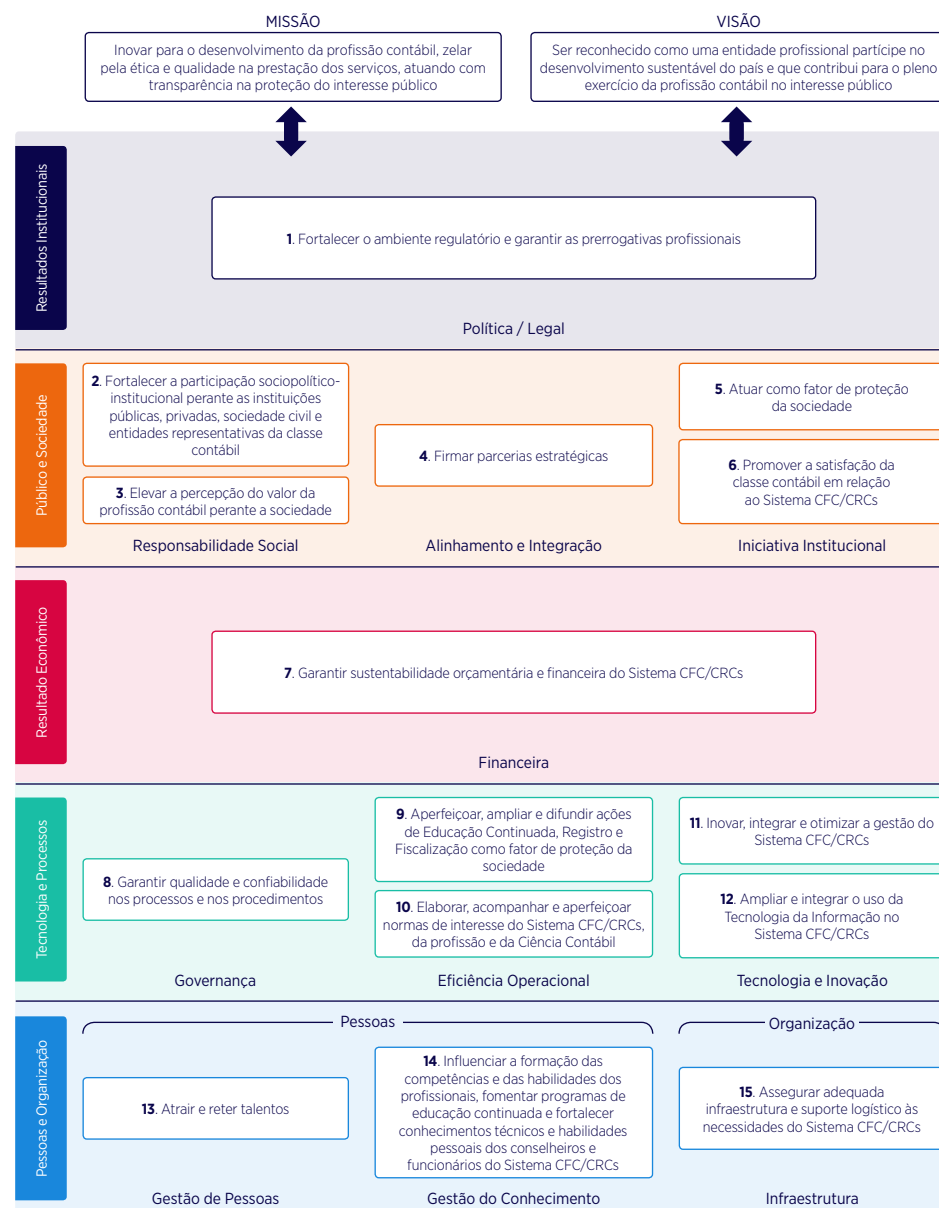 MISSÃO
Inovar para o desenvolvimento da profissão contábil, zelar
pela ética e qualidade na prestação dos serviços, atuando com
transparência na proteção do interesse público
VISÃO
Ser reconhecido como uma entidade profissional partícipe no
desenvolvimento sustentável do país e que contribui para o pleno
exercício da profissão contábil no interesse público
Resultados Institucionais
1. Fortalecer o ambiente regulatório e garantir as prerrogativas profissionais
Política / Legal
Público e Sociedade
2. Fortalecer a participação sociopolítico-
institucional perante as instituições
públicas, privadas, sociedade civil e
entidades representativas da classe
contábil
3. Elevar a percepção do valor da
profissão contábil perante a sociedade
Responsabilidade Social
4. Firmar parcerias estratégicas
Alinhamento e Integração
5. Atuar como fator de proteção
da sociedade
6. Promover a satisfação da
classe contábil em relação
ao Sistema CFC/CRCs
Iniciativa Institucional
Resultado Econômico
7. Garantir sustentabilidade orçamentária e financeira do Sistema CFC/CRCs
Financeira
Tecnologia e Processos
8. Garantir qualidade e confiabilidade
nos processos e nos procedimentos
Governança
9. Aperfeiçoar, ampliar e difundir ações
de Educação Continuada, Registro e
Fiscalização como fator de proteção da
sociedade
10. Elaborar, acompanhar e aperfeiçoar
normas de interesse do Sistema CFC/CRCs,
da profissão e da Ciência Contábil
Eficiência Operacional
11. Inovar, integrar e otimizar a gestão do
Sistema CFC/CRCs
12. Ampliar e integrar o uso da
Tecnologia da Informação no
Sistema CFC/CRCs
Tecnologia e Inovação
Pessoas e Organização
Pessoas
13. Atrair e reter talentos
Gestão de Pessoas
14. Influenciar a formação das
competências e das habilidades dos
profissionais, fomentar programas de
educação continuada e fortalecer
conhecimentos técnicos e habilidades
pessoais dos conselheiros e
funcionários do Sistema CFC/CRCs
Gestão do Conhecimento
Organização
15. Assegurar adequada
infraestrutura e suporte logístico às
necessidades do Sistema CFC/CRCs
Infraestrutura